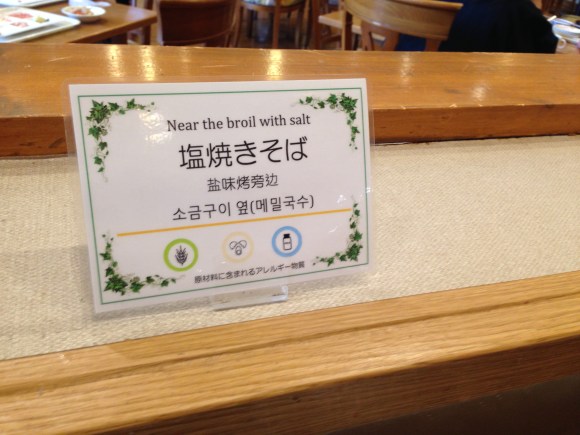 Near the broil with salt
塩焼きそば
盐味烤旁边
소금구이 옆(메밀국수)
原材料に含まれるアレルギー物質